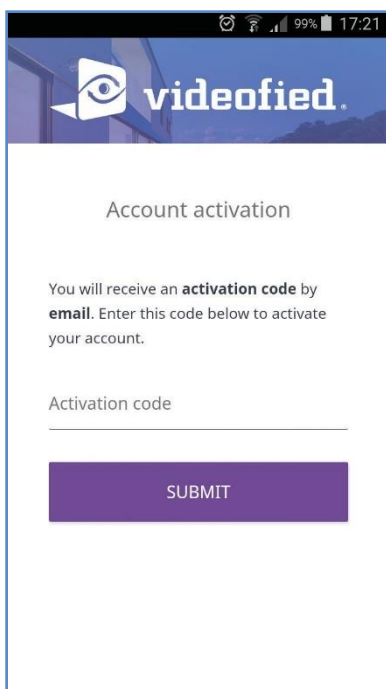 99% 17:21
videofied.
Account activation
You will receive an activation code by
email. Enter this code below to activate
your account.
Activation code
SUBMIT